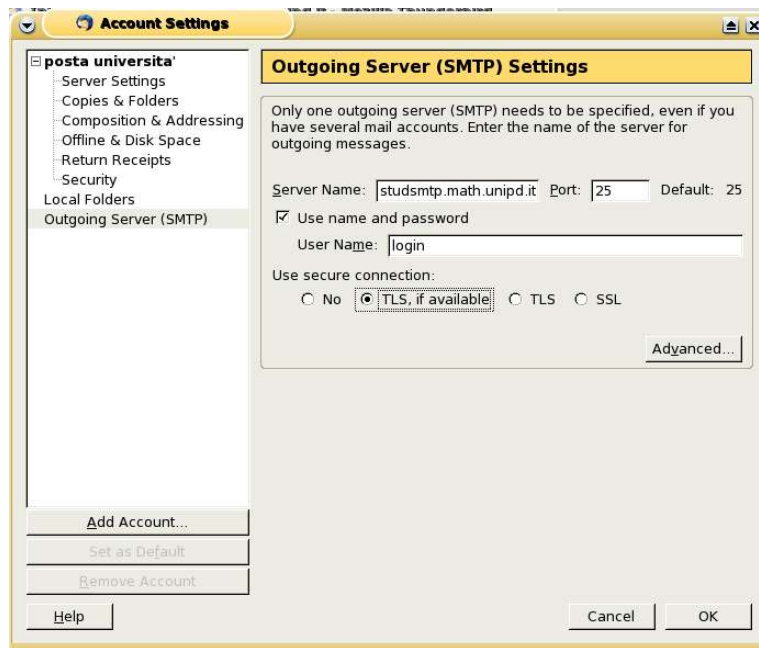 Account Settings
posta universita'
Server Settings
Copies & Folders
Composition & Addressing
Offline & Disk Space
Return Receipts
Security
Local Folders
Outgoing Server (SMTP)
Add Account...
Set as Default
Remove Account
Outgoing Server (SMTP) Settings
Only one outgoing server (SMTP) needs to be specified, even if you
have several mail accounts. Enter the name of the server for
outgoing messages.
Server Name: studsmtp.math.unipd.it Port: 25 Default: 25
Use name and password
User Name: login
Use secure connection:
No TLS, if available TLS SSL
Advanced...
Help Cancel OK